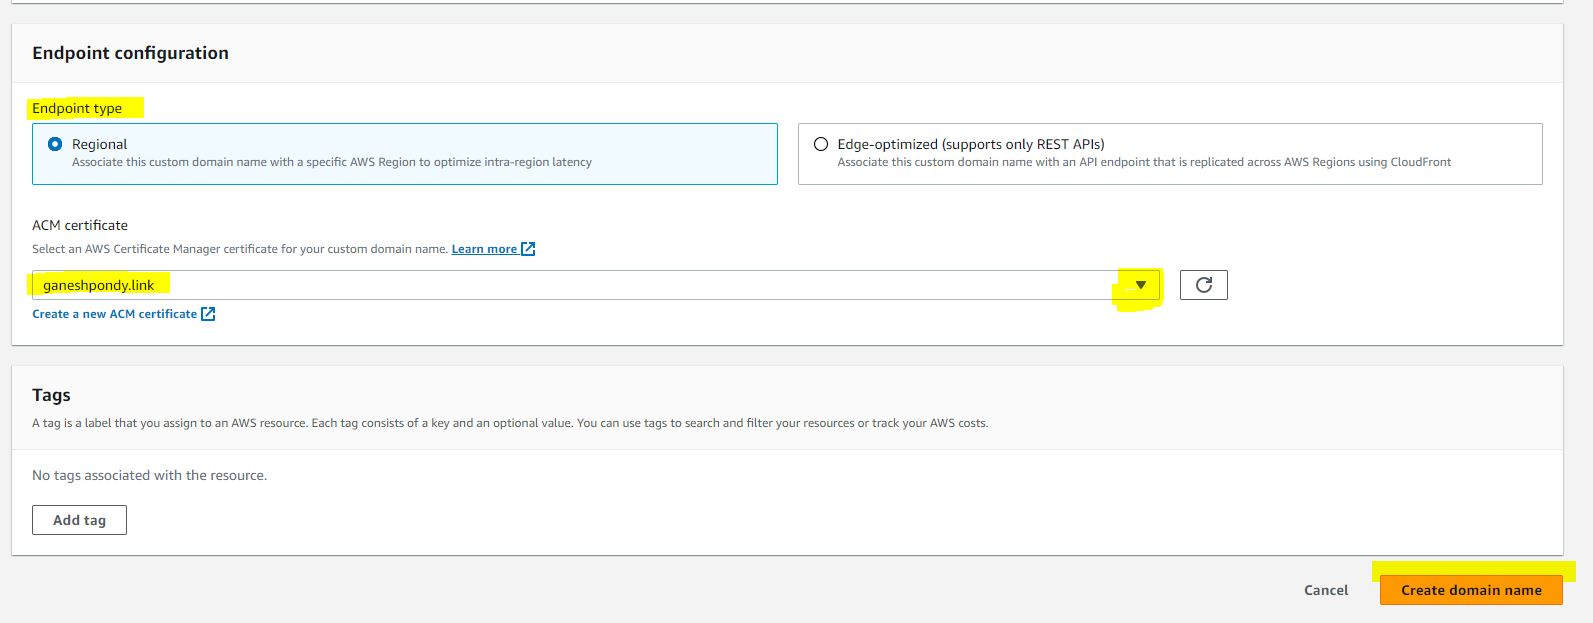 Endpoint configuration
Endpoint type
Regional
Associate this custom domain name with a specific AWS Region to optimize intra-region latency
Edge-optimized (supports only REST APIs)
Associate this custom domain name with an API endpoint that is replicated across AWS Regions using CloudFront
ACM certificate
Select an AWS Certificate Manager certificate for your custom domain name. Learn more
ganeshpondy.link
Create a new ACM certificate
Tags
A tag is a label that you assign to an AWS resource. Each tag consists of a key and an optional value. You can use tags to search and filter your resources or track your AWS costs.
No tags associated with the resource.
Add tag
Cancel
Create domain name